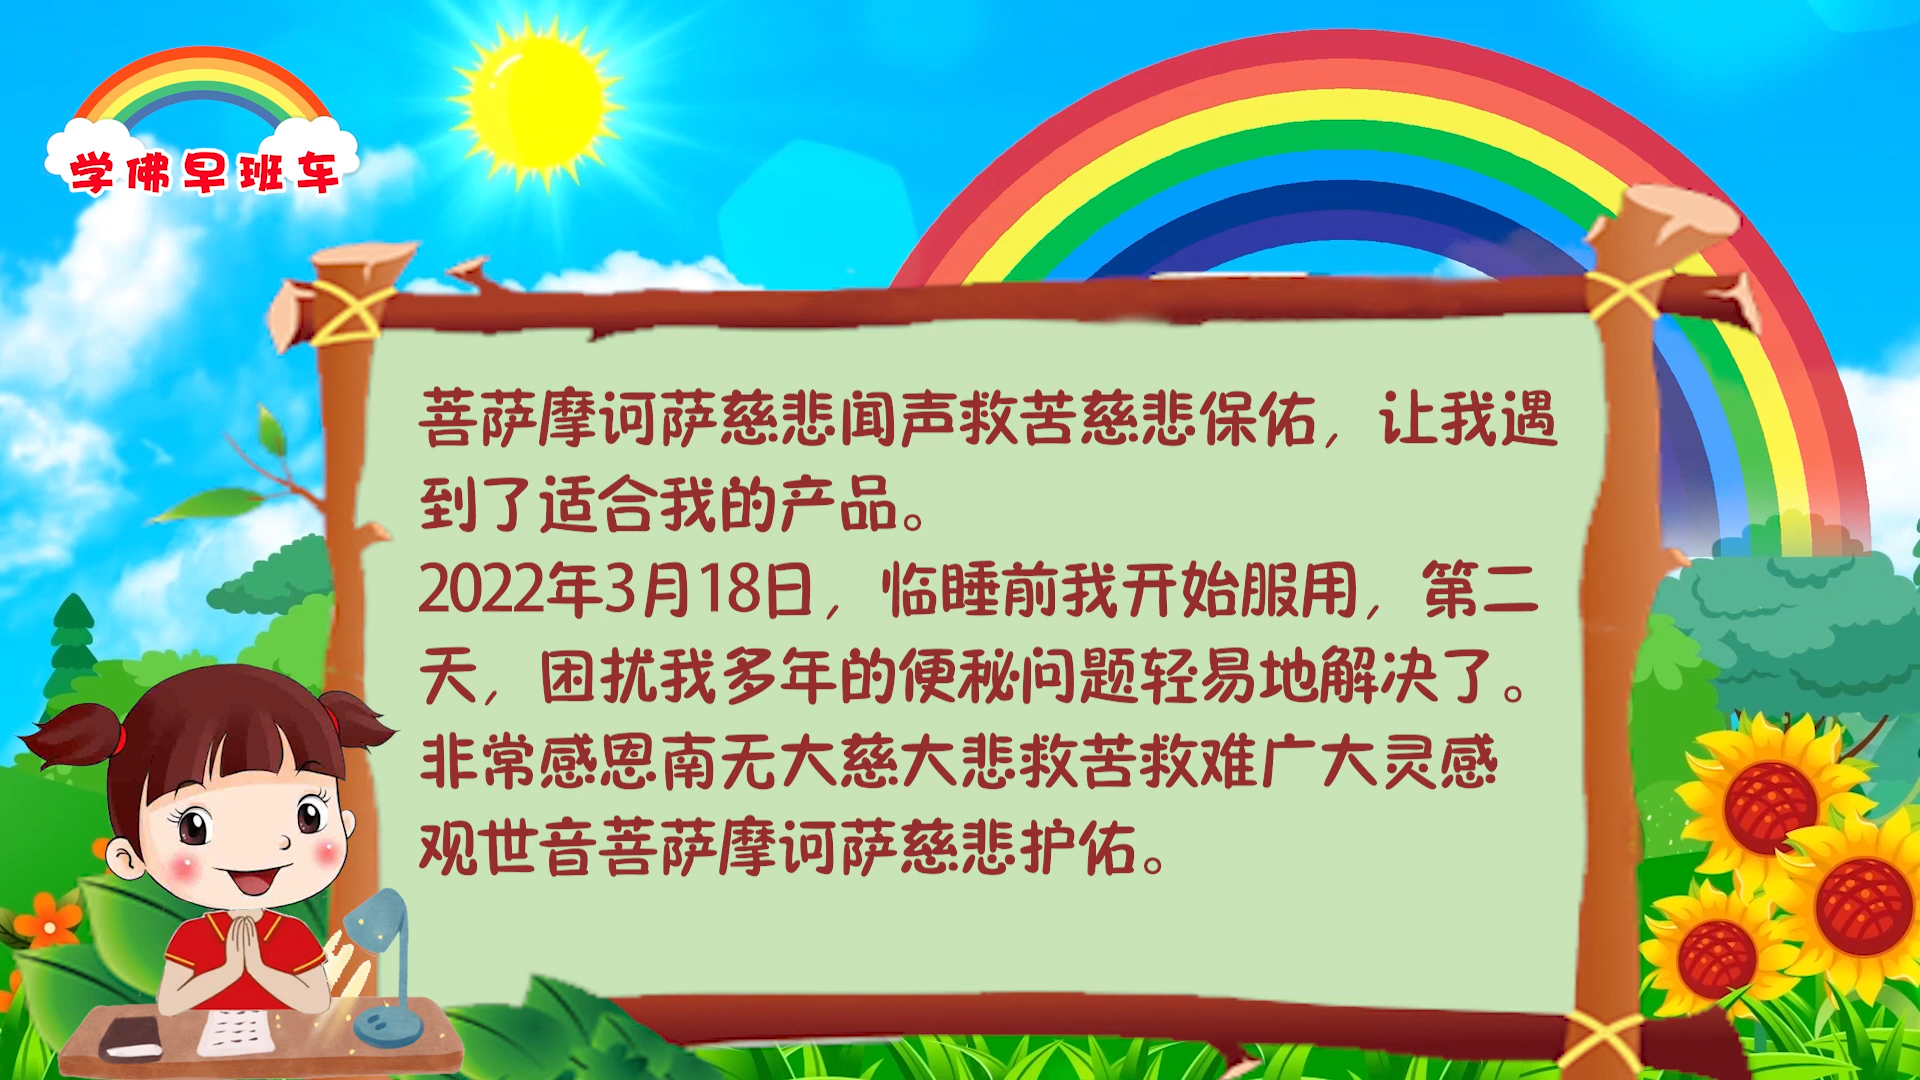 学佛早班车
菩萨摩诃萨慈悲闻声救苦慈悲保佑，让我遇
到了适合我的产品。
2022年3月18日，临睡前我开始服用，第二
天，困扰我多年的便秘问题轻易地解决了。
非常感恩南无大慈大悲救苦救难广大灵感
观世音菩萨摩诃萨慈悲护佑。